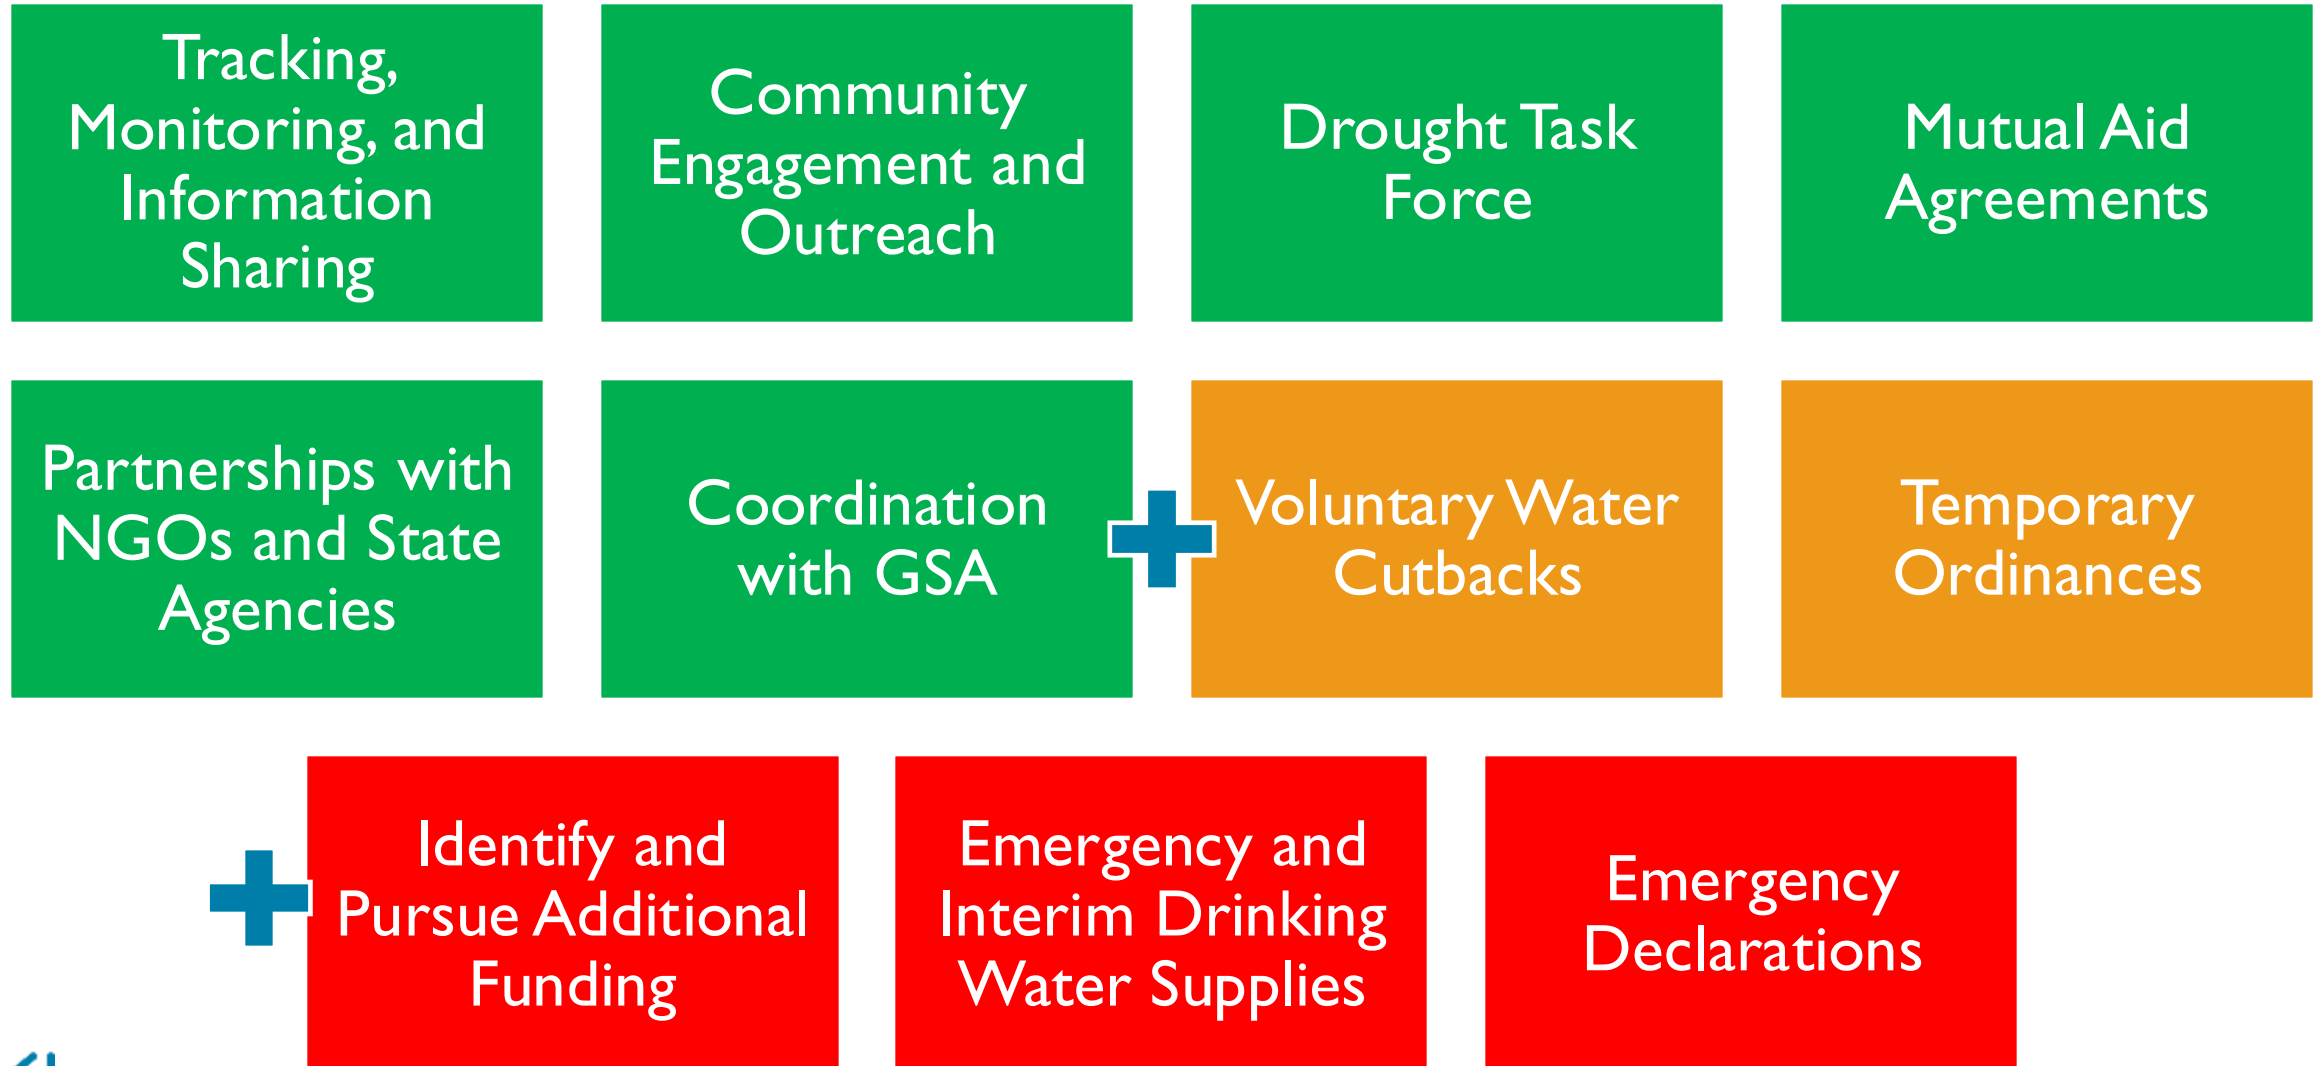 Tracking,
Monitoring, and
Information
Sharing
Community
Engagement and
Outreach
Drought Task
Force
Mutual Aid
Agreements
Partnerships with
NGOs and State
Agencies
Coordination
with GSA
Voluntary Water
Cutbacks
Temporary
Ordinances
Identify and
Pursue Additional
Funding
Emergency and
Interim Drinking
Water Supplies
Emergency
Declarations